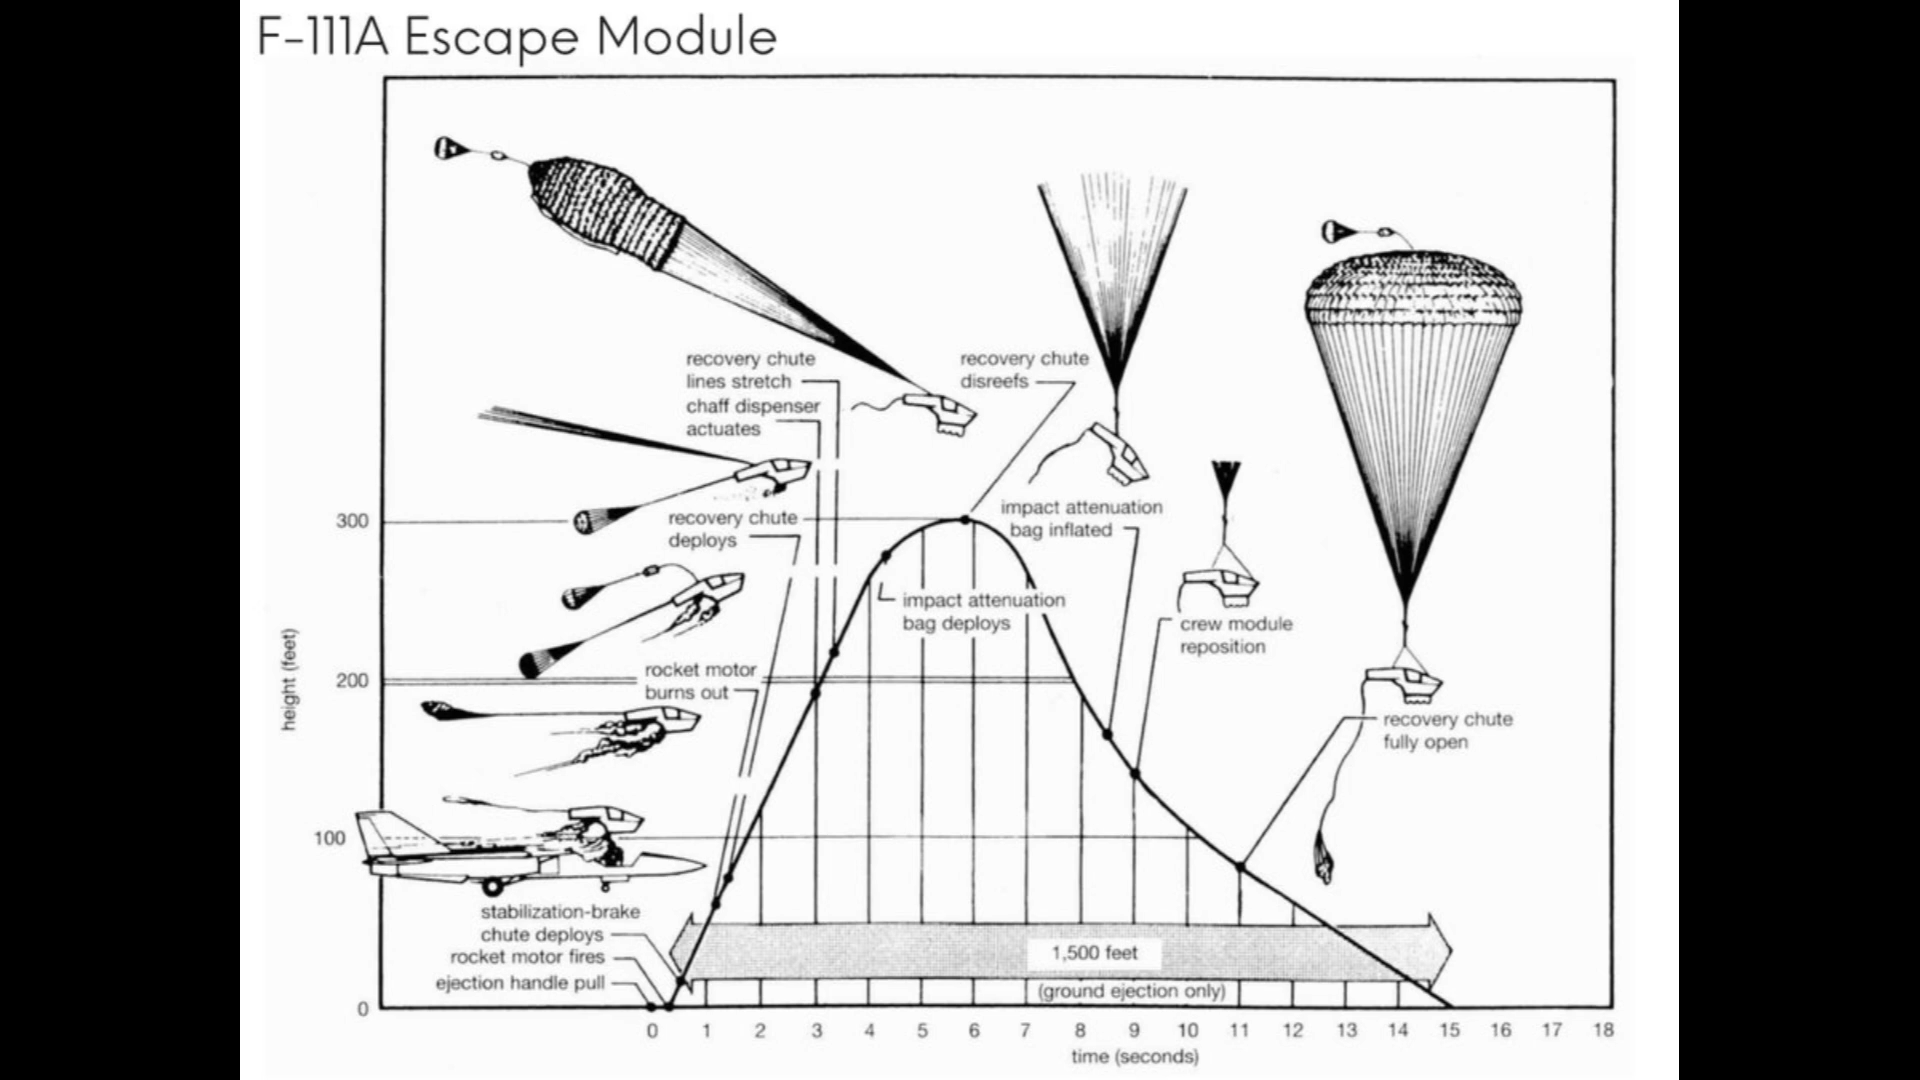 F-111A Escape Module
recovery chute
lines stretch
chaff dispenser
actuates
recovery chute
disreefs
impact attenuation
bag inflated
300
recovery chute
deploys
impact attenuation
bag deploys
crew module
reposition
height (feet)
200
rocket motor
burns out
recovery chute
fully open
100
stabilization-brake
chute deploys
rocket motor fires
ejection handle pull
1,500 feet
(ground ejection only)
0
0 1 2 3 4 5 6 7 8 9 10 11 12 13 14 15 16 17 18
time (seconds)